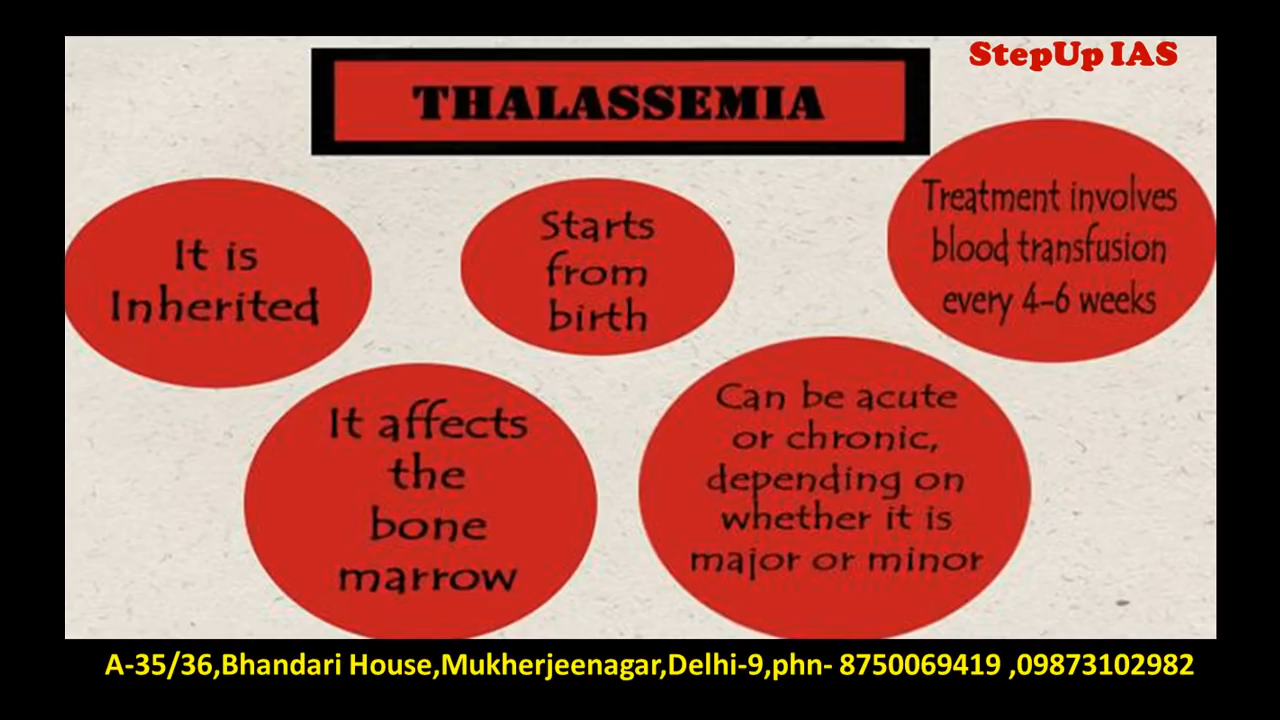 StepUp IAS
THALASSEMIA
It is
Inherited
Starts
from
birth
Treatment involves
blood transfusion
every 4-6 weeks
It affects
the
bone
marrow
Can be acute
or chronic,
depending on
whether it is
major or minor
A-35/36,Bhandari House,Mukherjeenagar,Delhi-9,phn- 8750069419 ,09873102982